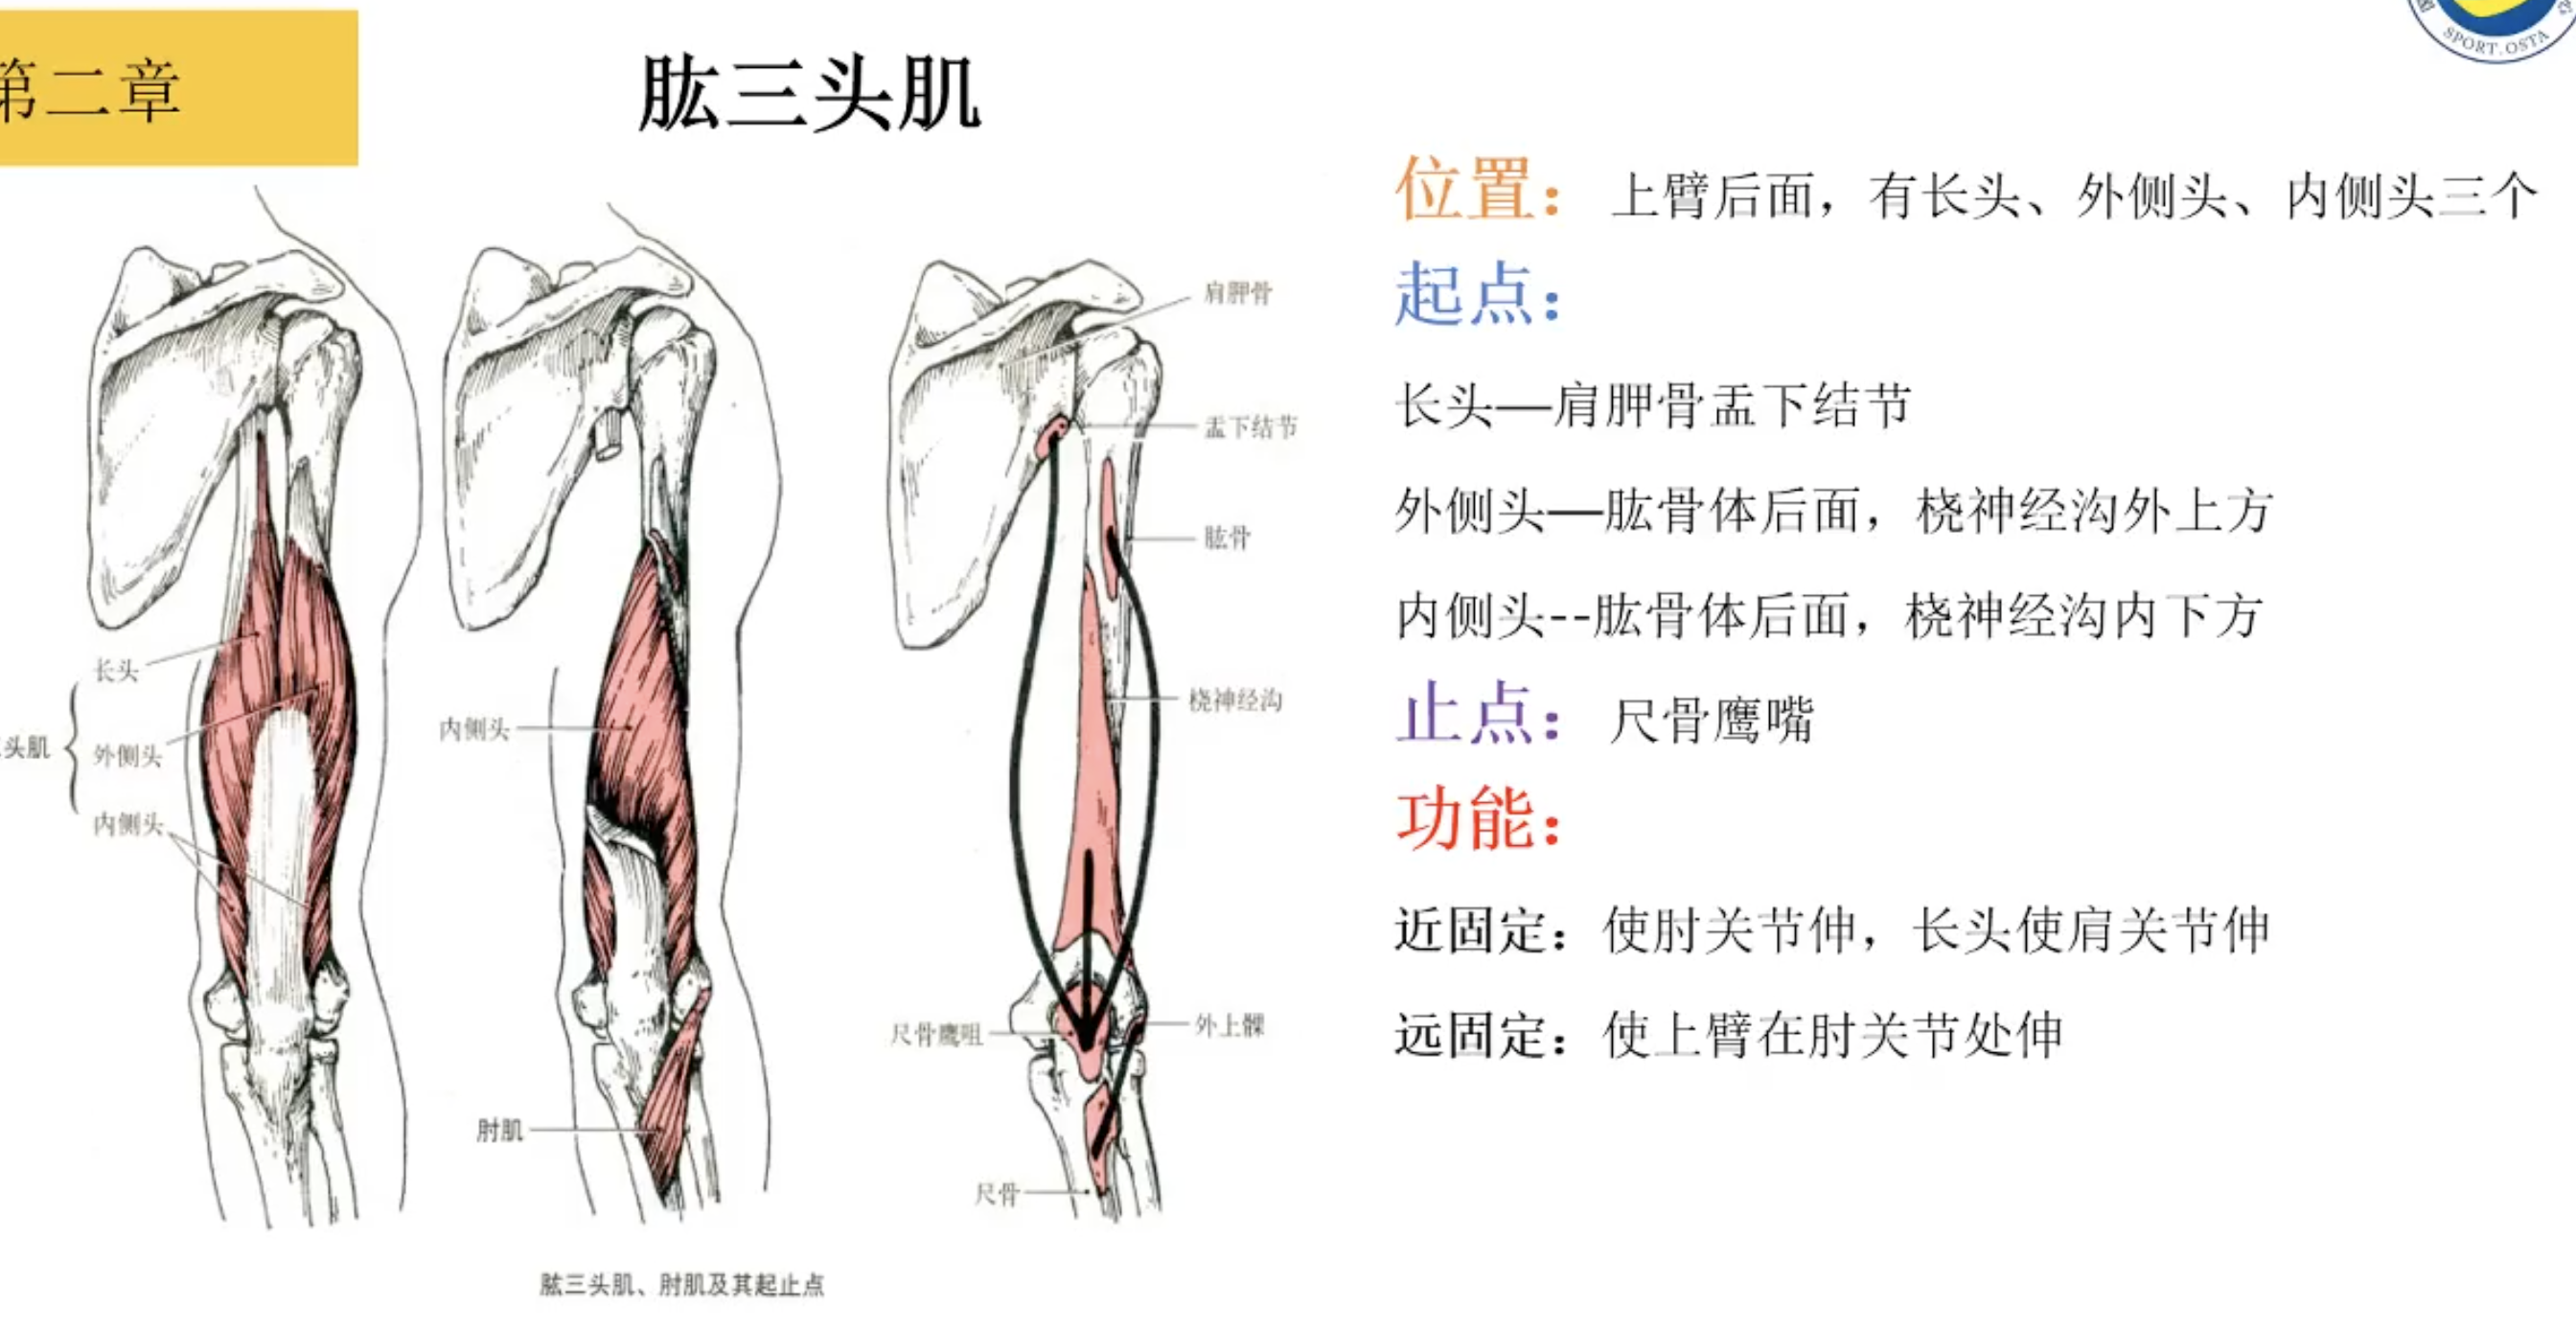 第二章
肱三头肌
SPORT.OSTA
位置：上臂后面，有长头、外侧头、内侧头三个
起点：
长头—肩胛骨盂下结节
外侧头—肱骨体后面，桡神经沟外上方
内侧头--肱骨体后面，桡神经沟内下方
止点：尺骨鹰嘴
功能：
近固定：使肘关节伸，长头使肩关节伸
远固定：使上臂在肘关节处伸
长头
头肌
外侧头
内侧头
内侧头
肘肌
肩胛骨
盂下结节
肱骨
桡神经沟
尺骨鹰咀
外上髁
尺骨
肱三头肌、肘肌及其起止点